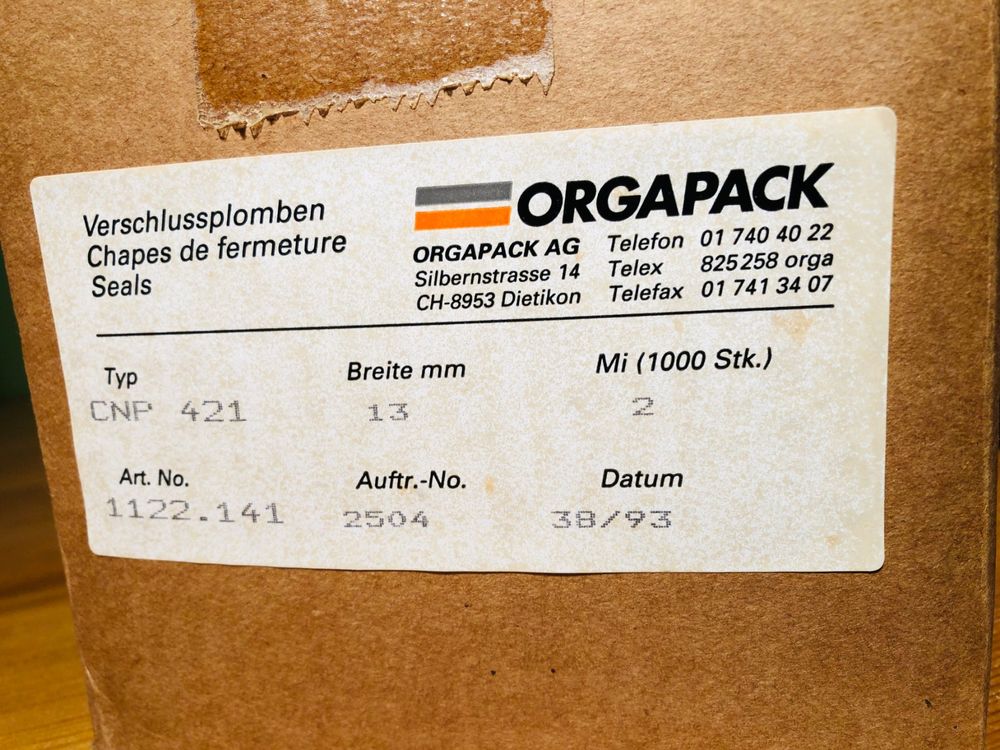 Verschlussplomben
Chapes de fermeture
Seals
ORGAPACK
ORGAPACK AG
Silbernstrasse 14
CH-8953 Dietikon
Telefon 01 740 40 22
Telex 825 258 orga
Telefax 01 741 34 07
Typ Breite mm Mi (1000 Stk.)
CNP 421 13 2
Art. No. Auftr.-No. Datum
1122.141 2504 38/93